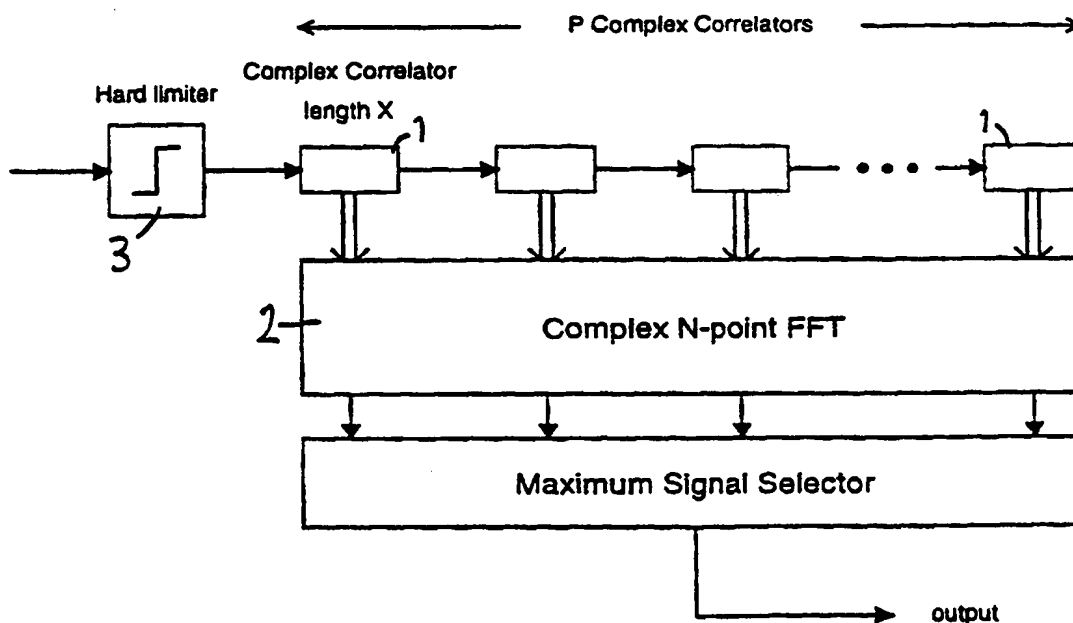 P Complex Correlators
Complex Correlator
length X
Hard limiter
1
1
3
2
Complex N-point FFT
Maximum Signal Selector
output